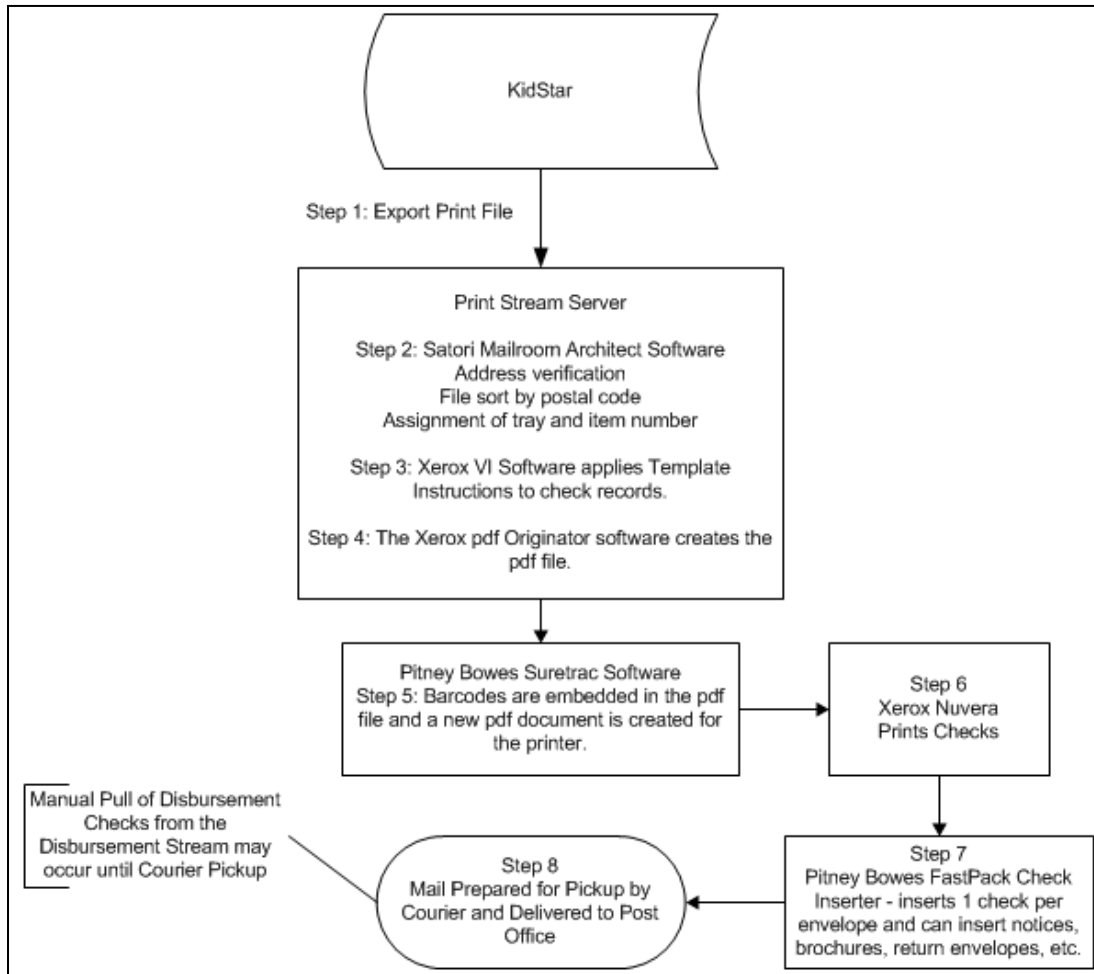 KidStar
Step 1: Export Print File
Print Stream Server
Step 2: Satori Mailroom Architect Software
Address verification
File sort by postal code
Assignment of tray and item number
Step 3: Xerox VI Software applies Template
Instructions to check records.
Step 4: The Xerox pdf Originator software creates the
pdf file.
Pitney Bowes Suretrac Software
Step 5: Barcodes are embedded in the pdf
file and a new pdf document is created for
the printer.
Step 6
Xerox Nuvera
Prints Checks
Step 7
Pitney Bowes FastPack Check
Inserter - inserts 1 check per
envelope and can insert notices,
brochures, return envelopes, etc.
Step 8
Mail Prepared for Pickup by
Courier and Delivered to Post
Office
Manual Pull of Disbursement
Checks from the
Disbursement Stream may
occur until Courier Pickup